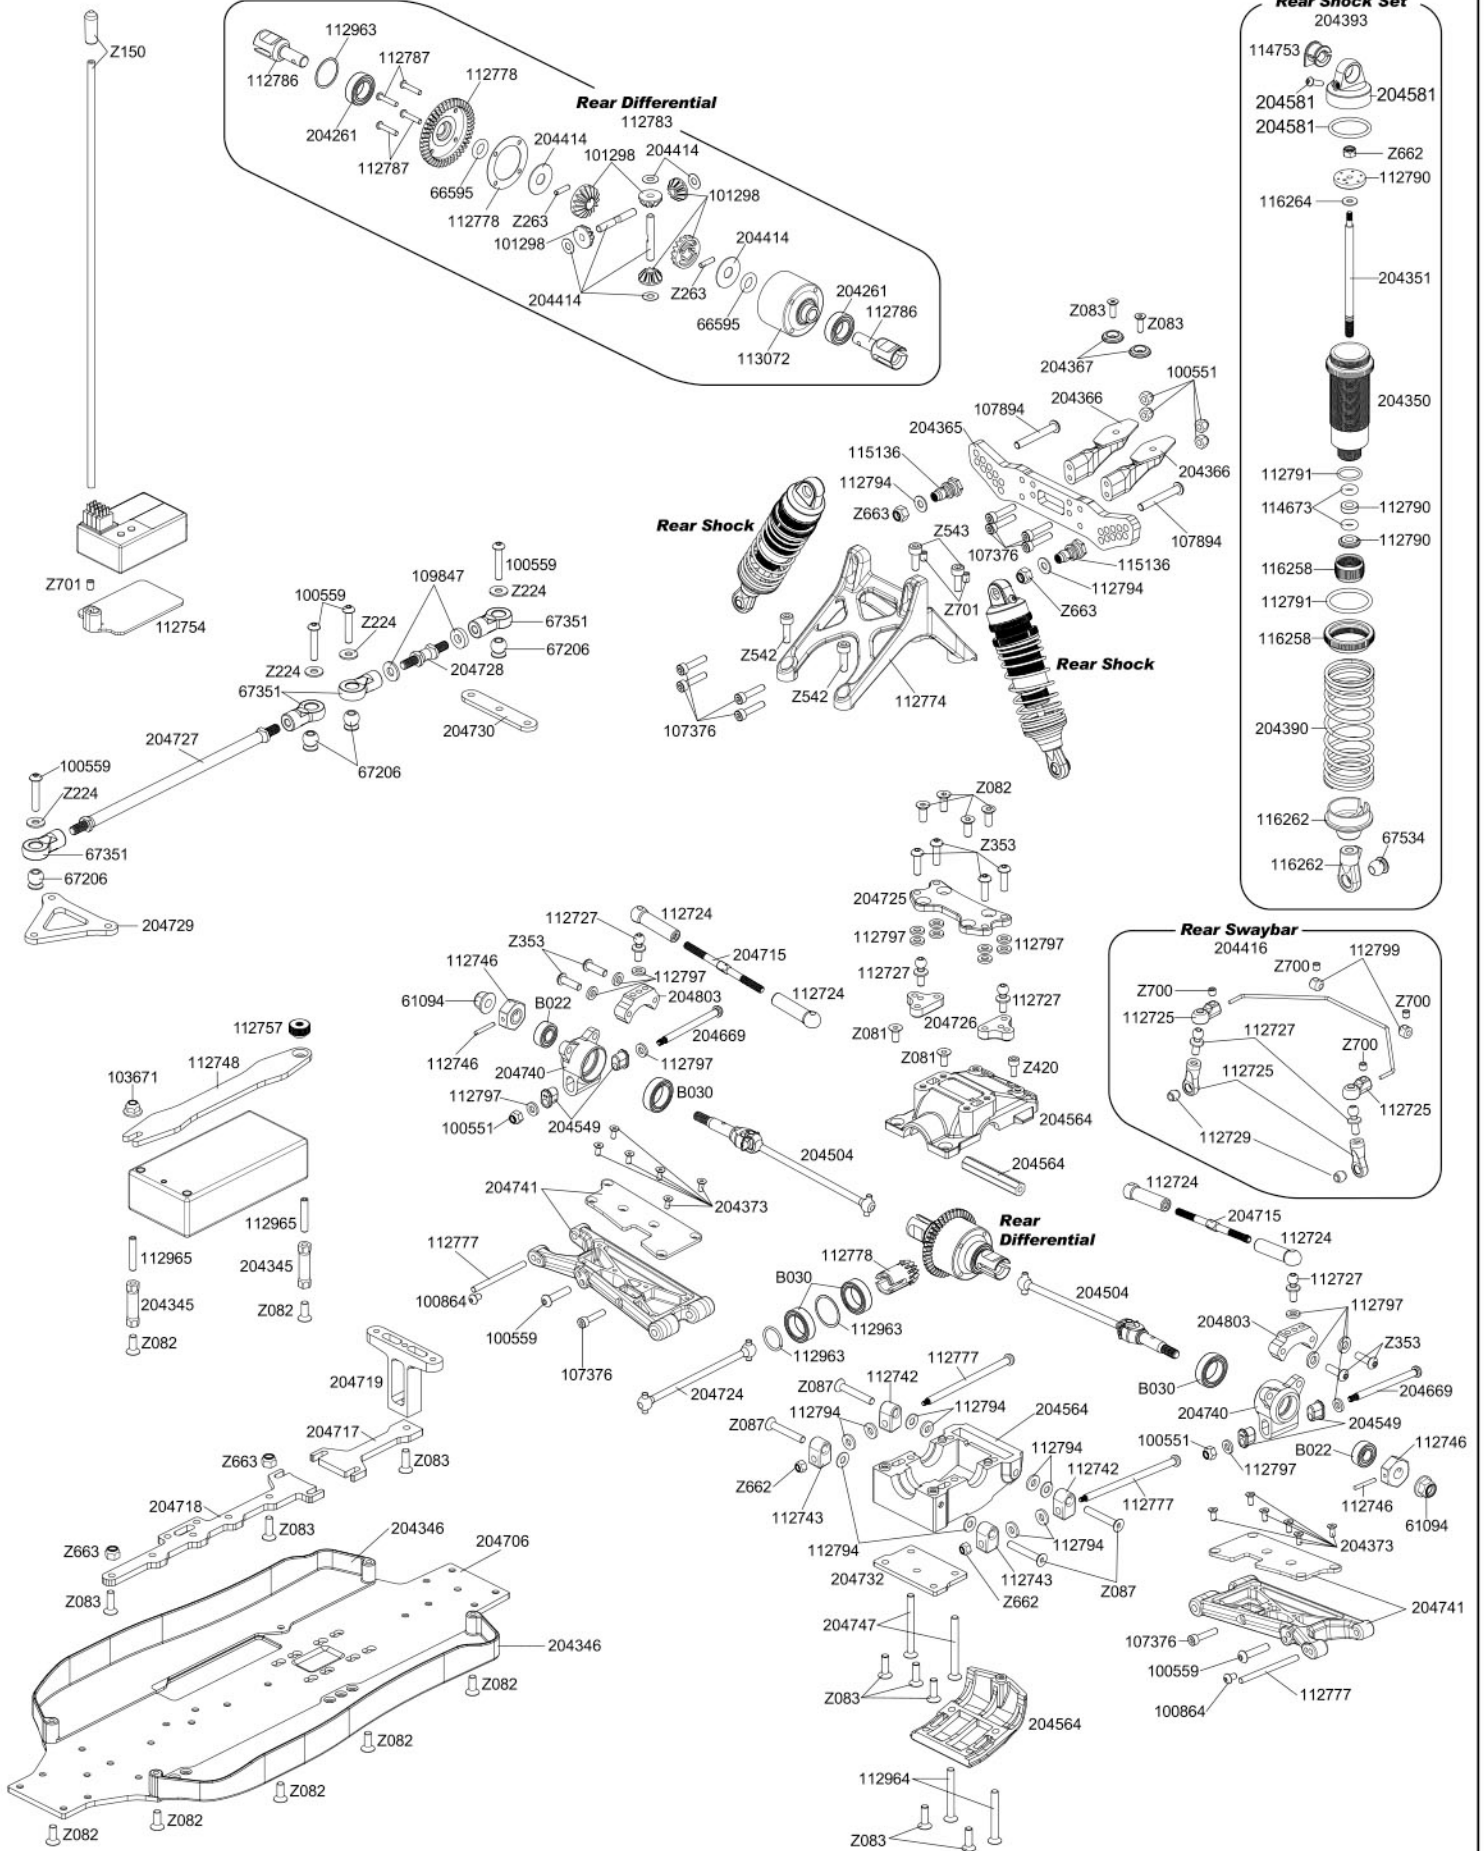 Z150
112963
112786
204261
112787
112787
112778
Rear Differential
112783
66595
204414
112778
Z263
101298
204414
101298
101298
204414
204414
Z263
66595
113072
204261
112786
Rear Shock Set
204393
114753
204581
204581
204581
Z662
112790
116264
204351
204350
112791
114673
112790
112790
116258
112791
116258
204390
116262
67534
116262
Z083
Z083
204367
100551
204366
107894
204365
204366
115136
112794
Z663
107894
Rear Shock
Z543
107376
115136
112794
Z663
Z701
Z542
Z542
Rear Shock
112774
107376
Z701
112754
100559
109847
100559
Z224
Z224
67351
Z224
67206
204728
67351
204730
204727
67206
100559
Z224
67351
67206
204729
Z082
Z353
204725
112797
112797
112727
112727
204726
Z081
Z081
Z420
204564
204564
112727
112724
Z353
204715
112746
112797
112724
61094
B022
204803
204669
112746
112797
204740
B030
112797
100551
204549
204504
204741
204373
112777
100864
100559
107376
Rear Swaybar
204416
112799
Z700
Z700
Z700
112725
112727
Z700
112725
112725
112729
112757
112748
103671
112965
112965
204345
204345
Z082
Z082
Rear
Differential
112778
B030
112963
112963
204724
204504
112724
204715
112724
112727
112797
204803
Z353
B030
204669
204740
204549
100551
B022
112746
112797
112746
61094
204373
204741
107376
100559
100864
112777
112777
112742
Z087
204564
112794
112794
Z087
112794
112742
Z662
112743
112777
112794
112794
204732
112743
Z087
Z662
204747
Z083
204564
112964
Z083
204719
204717
Z083
Z663
204718
Z083
204346
204706
Z663
Z083
204346
Z082
Z082
Z082
Z082
Z082